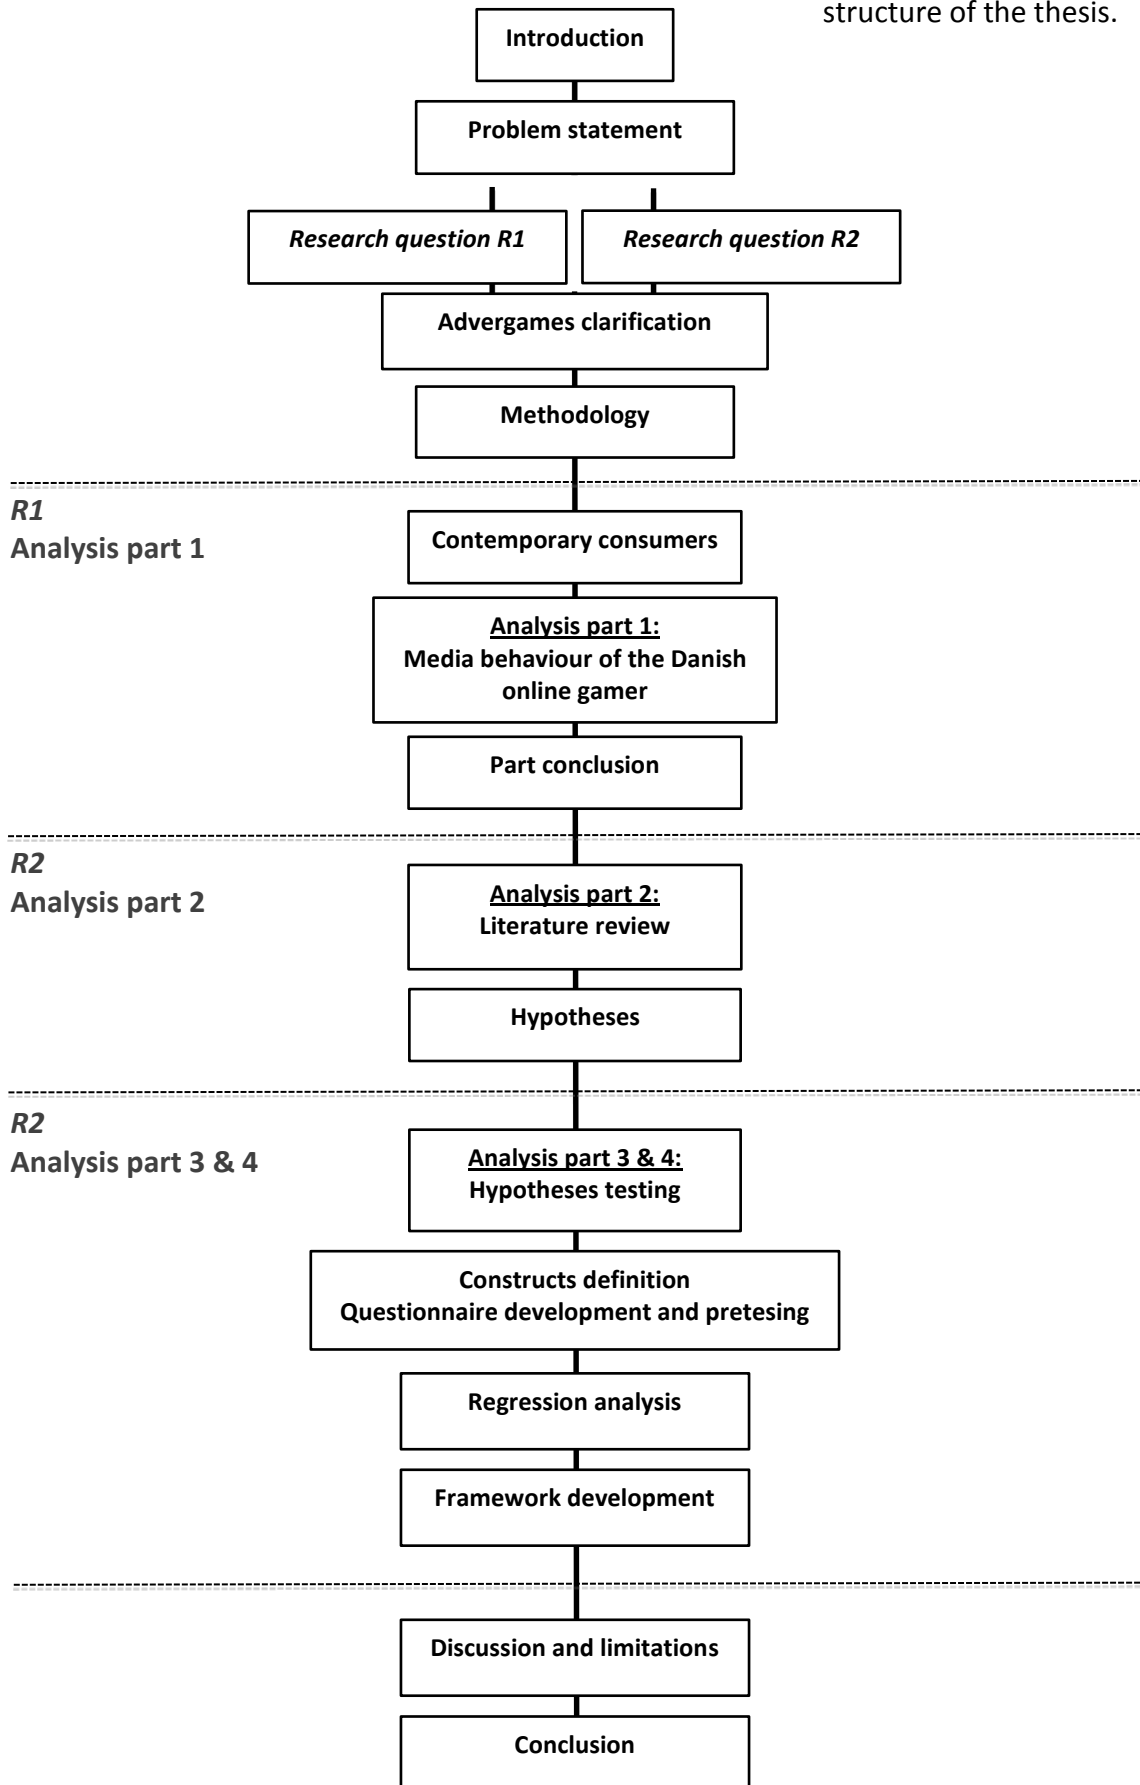 structure of the thesis.
Introduction
Problem statement
Research question R1
Research question R2
Advergames clarification
Methodology
R1
Analysis part 1
Contemporary consumers
Analysis part 1:
Media behaviour of the Danish
online gamer
Part conclusion
R2
Analysis part 2
Analysis part 2:
Literature review
Hypotheses
R2
Analysis part 3 & 4
Analysis part 3 & 4:
Hypotheses testing
Constructs definition
Questionnaire development and pretesing
Regression analysis
Framework development
Discussion and limitations
Conclusion